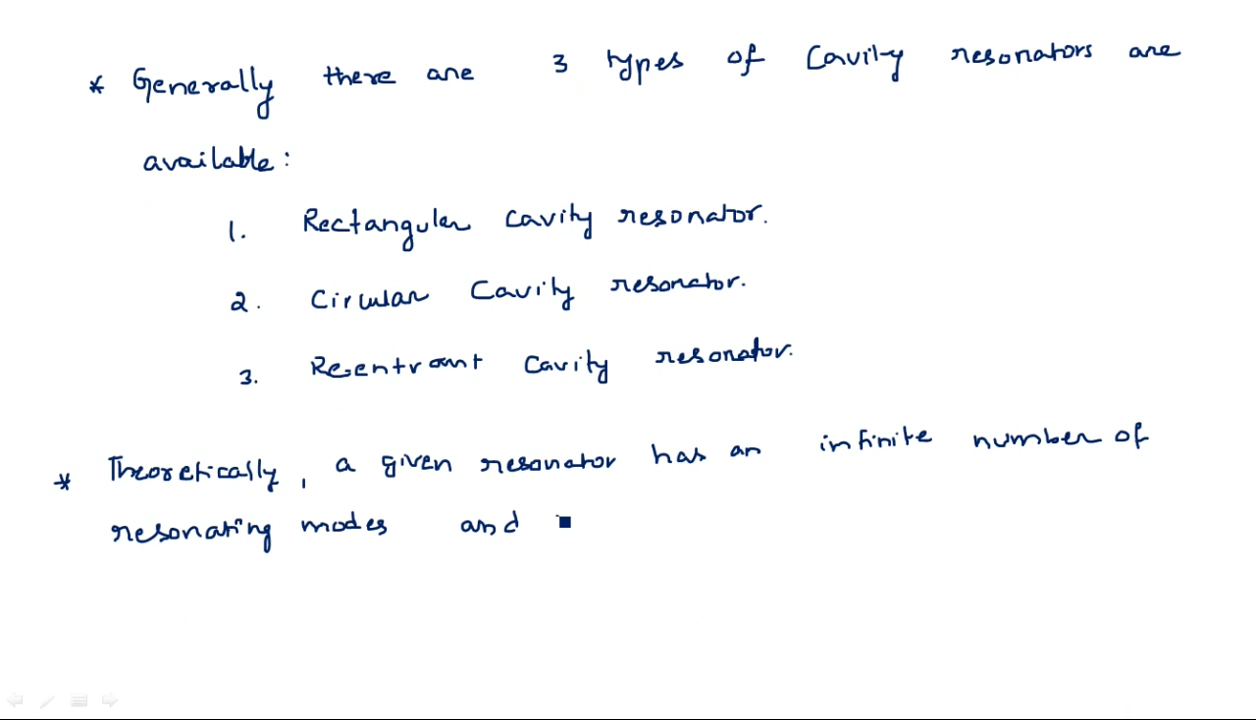 * Generally there are 3 types of Cavity resonators are
available:
1. Rectangular cavity resonator.
2. Circular Cavity resonator.
3. Reentrant Cavity resonator.
* Theoretically, a given resonator has an infinite number of
resonating modes and